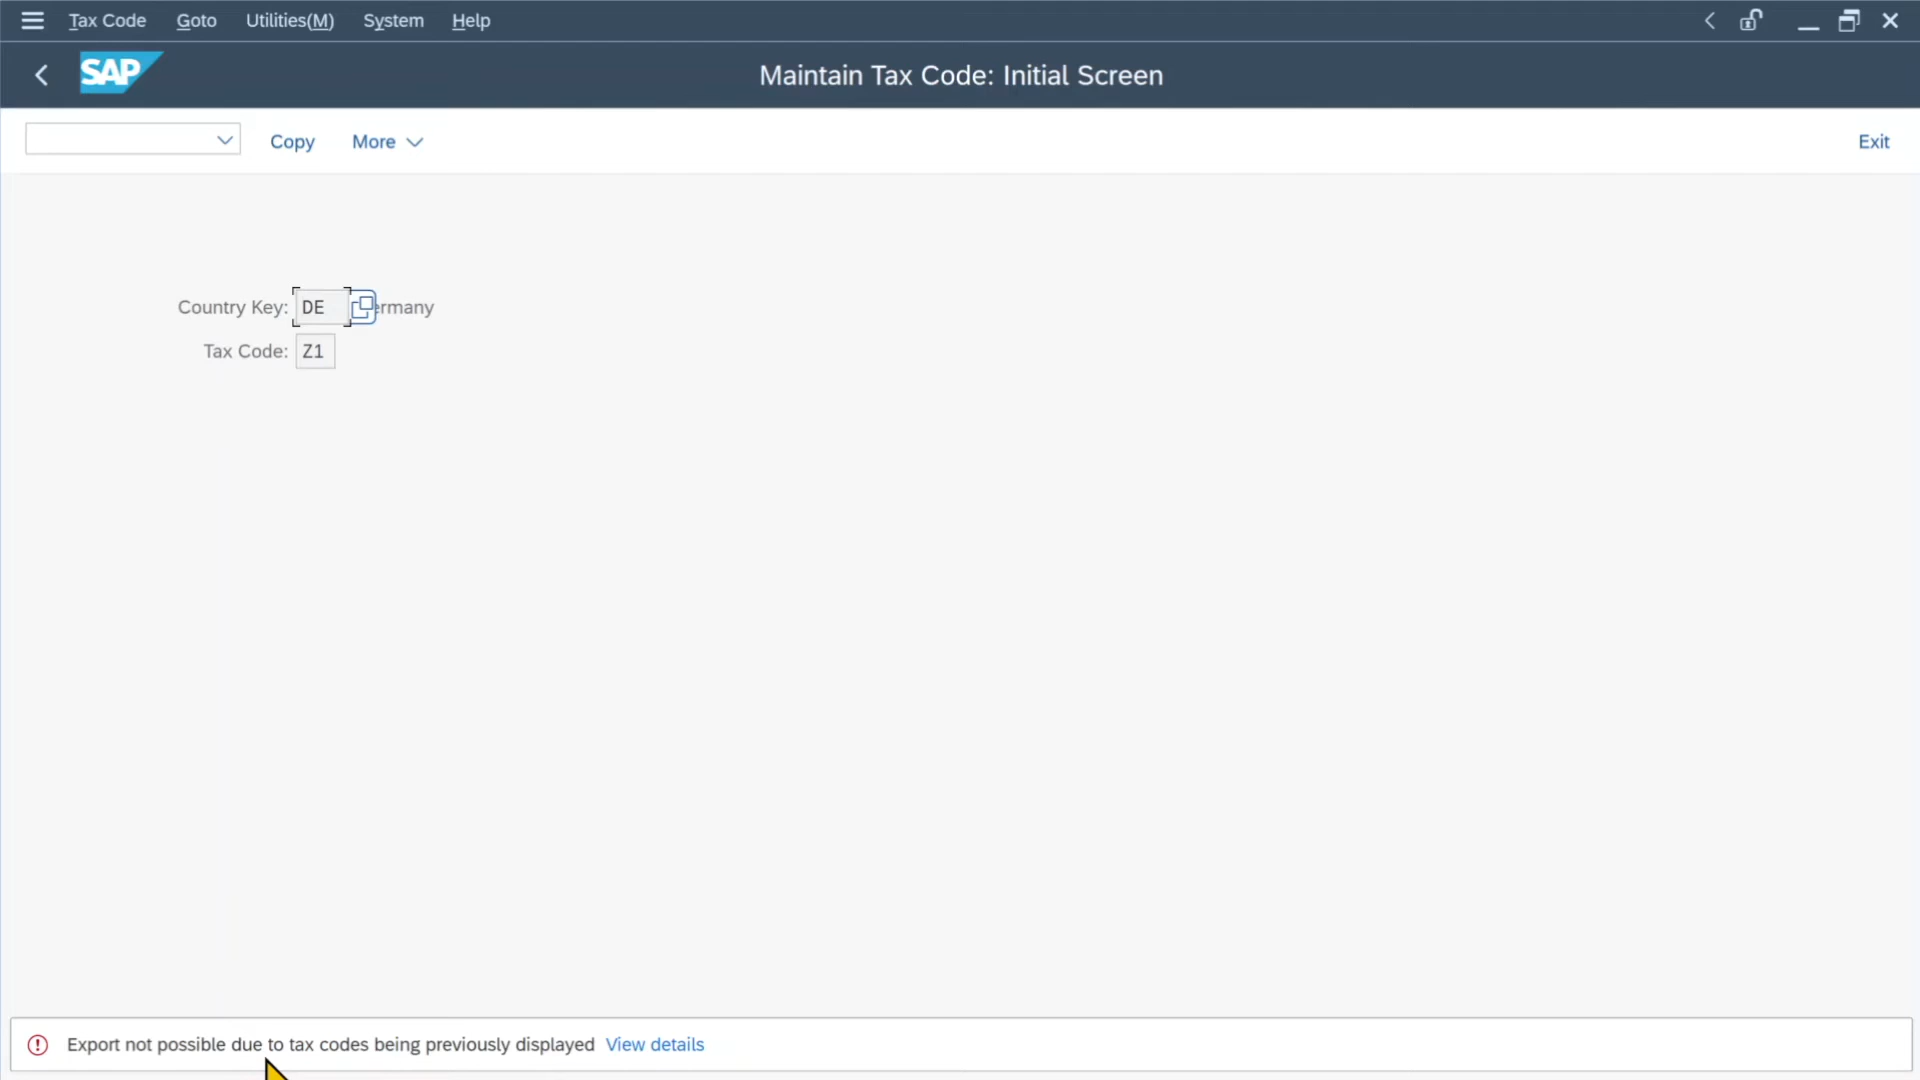 Tax Code Goto Utilities(M) System Help
SAP Maintain Tax Code: Initial Screen
Copy More Exit
Country Key: DE ermany
Tax Code: Z1
Export not possible due to tax codes being previously displayed View details